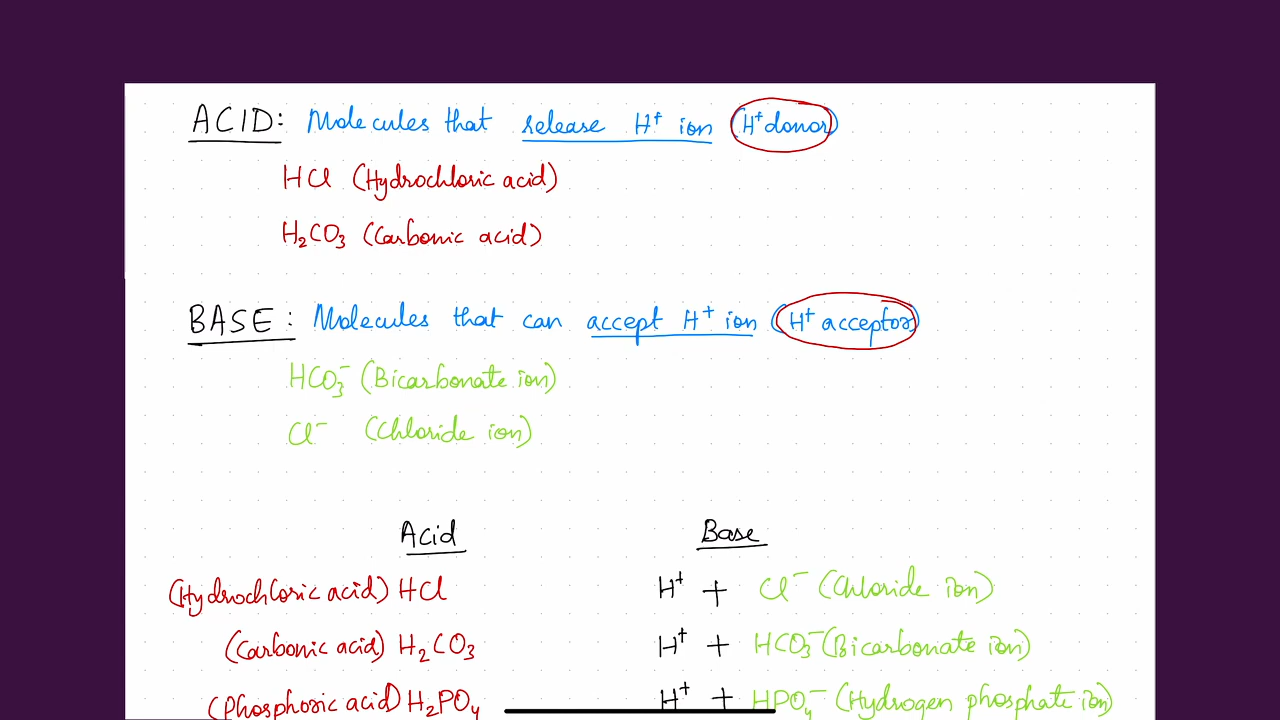 ACID: Molecules that release H⁺ ion (H⁺ donor)
HCl (Hydrochloric acid)
H₂CO₃ (Carbonic acid)
BASE: Molecules that can accept H⁺ ion (H⁺ acceptor)
HCO₃⁻ (Bicarbonate ion)
Cl⁻ (Chloride ion)
Acid Base
(Hydrochloric acid) HCl H⁺ + Cl⁻ (Chloride ion)
(Carbonic acid) H₂CO₃ H⁺ + HCO₃⁻ (Bicarbonate ion)
(Phosphoric acid) H₂PO₄ H⁺ + HPO₄⁻ (Hydrogen phosphate ion)